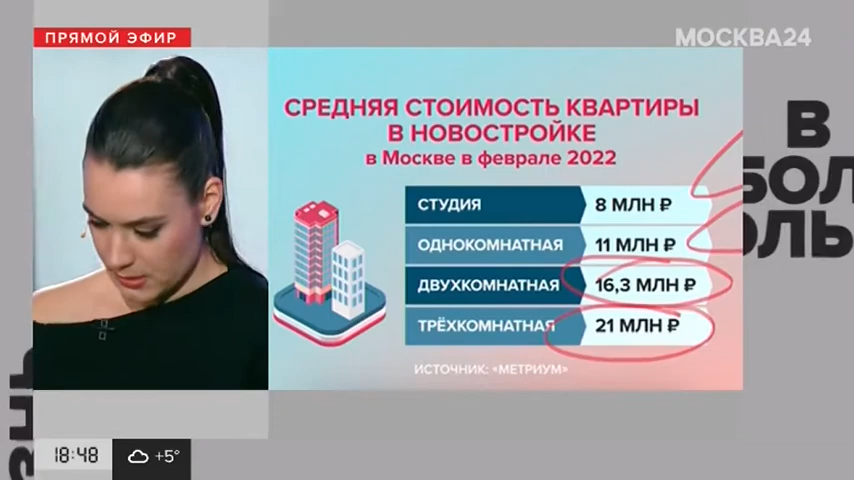 ПРЯМОЙ ЭФИР
МОСКВА24
СРЕДНЯЯ СТОИМОСТЬ КВАРТИРЫ
В НОВОСТРОЙКЕ
в Москве в феврале 2022
СТУДИЯ 8 МЛН ₽
ОДНОКОМНАТНАЯ 11 МЛН ₽
ДВУХКОМНАТНАЯ 16,3 МЛН ₽
ТРЁХКОМНАТНАЯ 21 МЛН ₽
ИСТОЧНИК: «МЕТРИУМ»
В
18:48 +5°